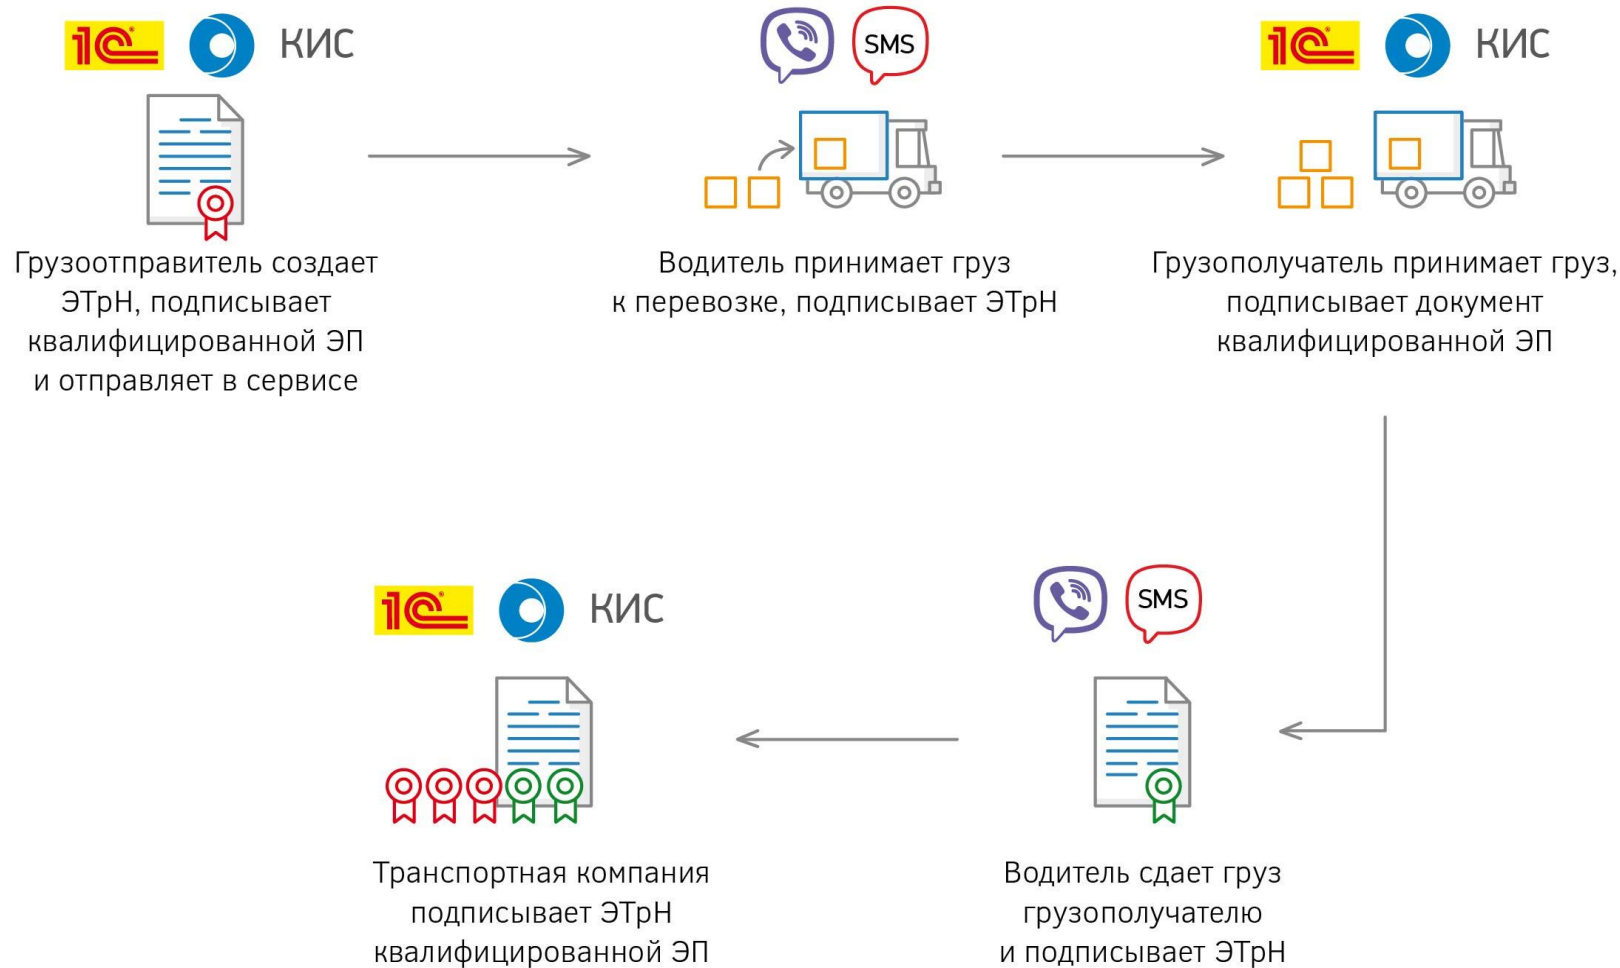 1С КИС
SMS
1С КИС
Грузоотправитель создает
ЭТрН, подписывает
квалифицированной ЭП
и отправляет в сервисе
Водитель принимает груз
к перевозке, подписывает ЭТрН
Грузополучатель принимает груз,
подписывает документ
квалифицированной ЭП
SMS
1С КИС
Водитель сдает груз
грузополучателю
и подписывает ЭТрН
Транспортная компания
подписывает ЭТрН
квалифицированной ЭП